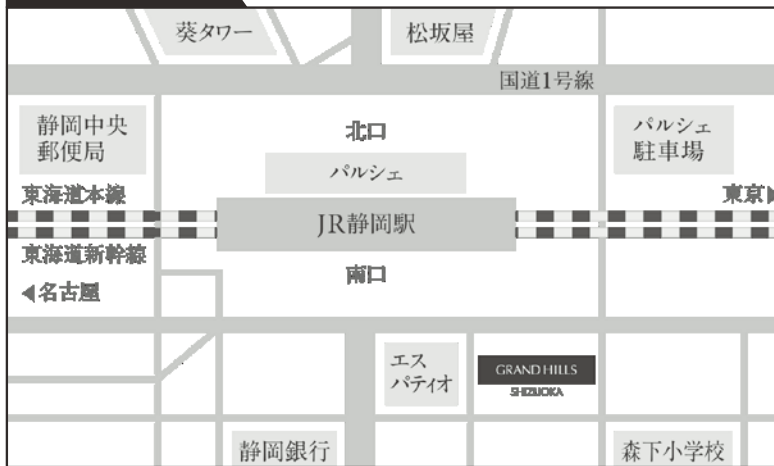 葵タワー
松坂屋
国道1号線
静岡中央
郵便局
北口
パルシェ
駐車場
パルシェ
東海道本線
東京▶
JR静岡駅
東海道新幹線
南口
◀名古屋
エス
パティオ
GRAND HILLS
SHIZUOKA
静岡銀行
森下小学校